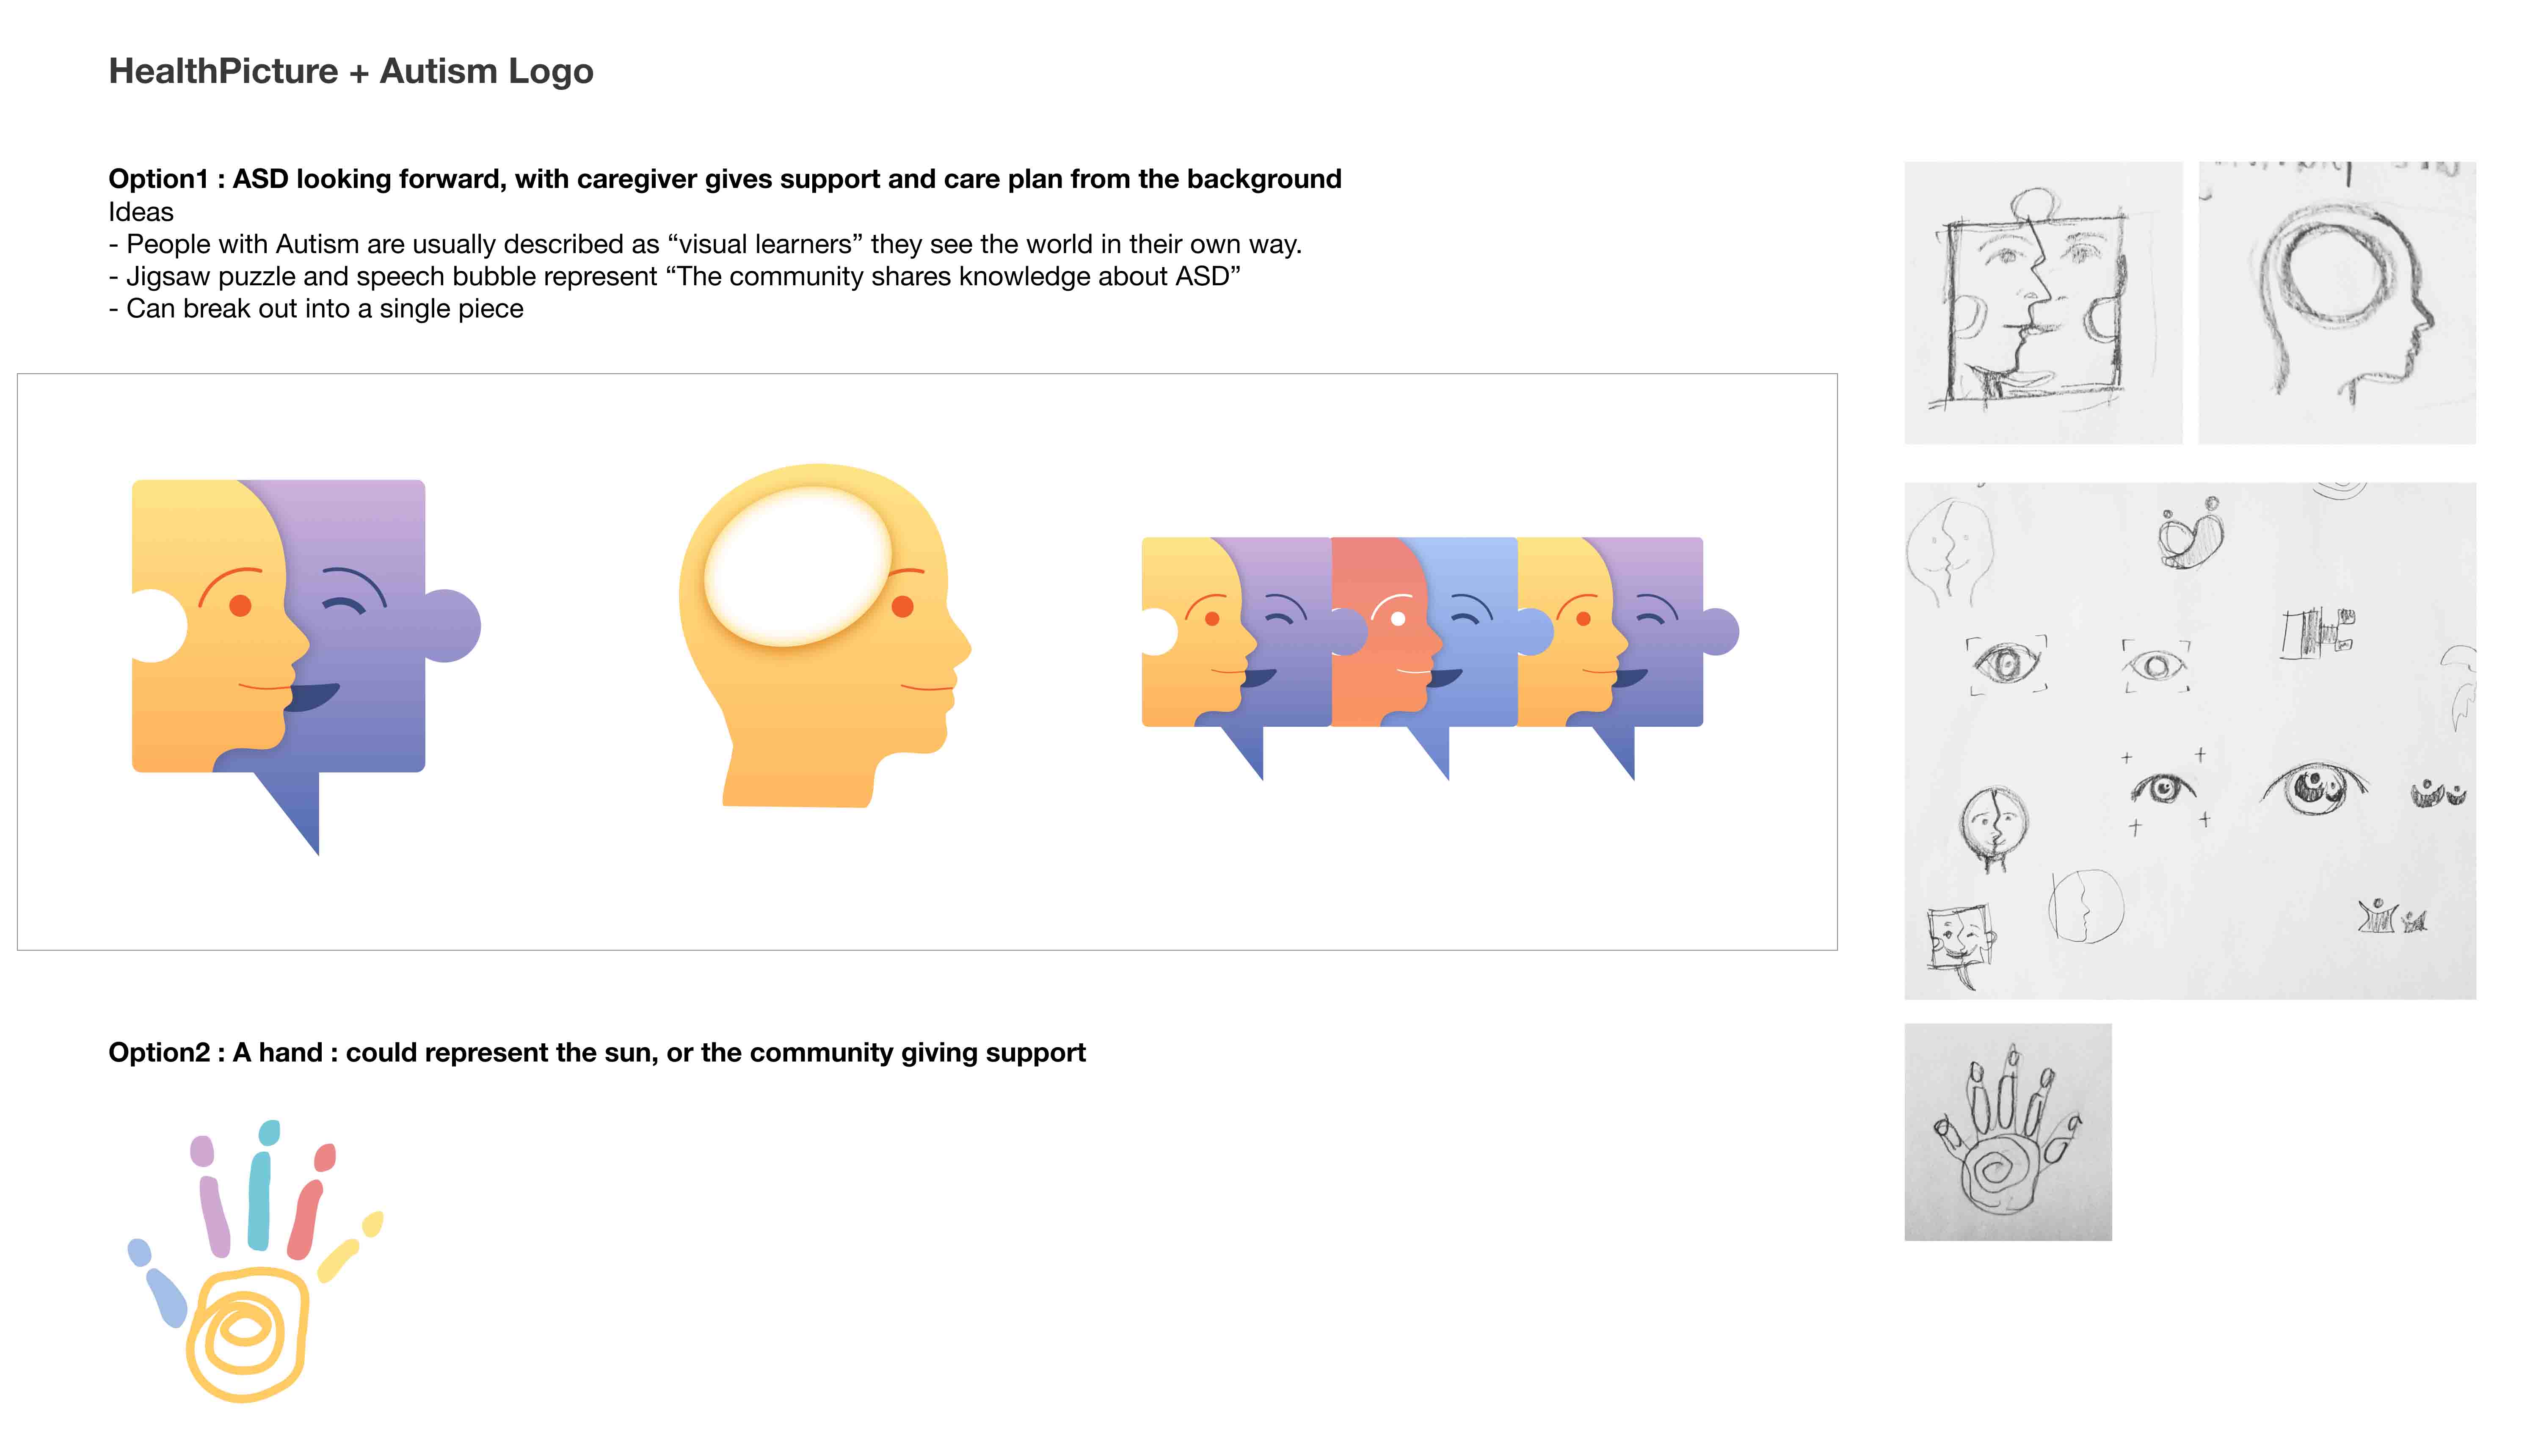 HealthPicture + Autism Logo
Option1 : ASD looking forward, with caregiver gives support and care plan from the background
Ideas
- People with Autism are usually described as “visual learners” they see the world in their own way.
- Jigsaw puzzle and speech bubble represent “The community shares knowledge about ASD”
- Can break out into a single piece
Option2 : A hand : could represent the sun, or the community giving support